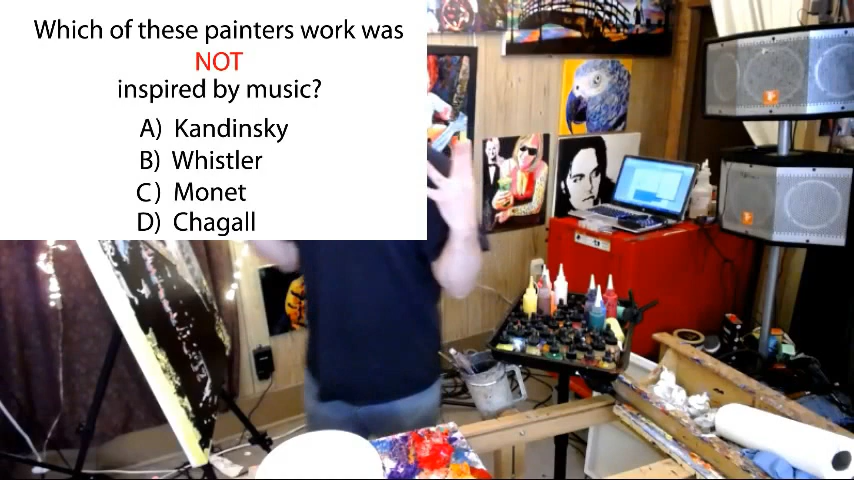 Which of these painters work was
NOT
inspired by music?
A) Kandinsky
B) Whistler
C) Monet
D) Chagall